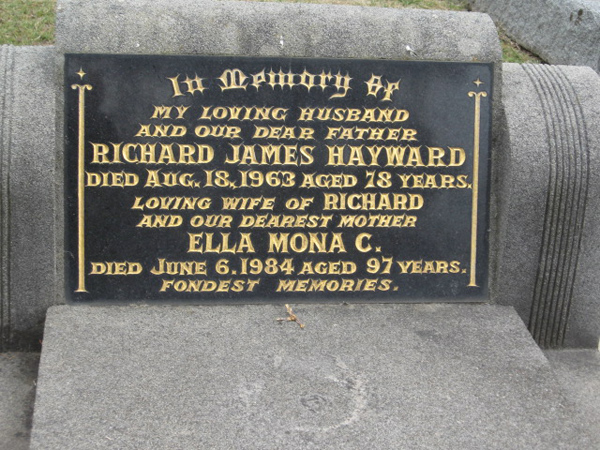 In Memory Of
MY LOVING HUSBAND
AND OUR DEAR FATHER
RICHARD JAMES HAYWARD
DIED AUG. 18, 1963 AGED 78 YEARS.
LOVING WIFE OF RICHARD
AND OUR DEAREST MOTHER
ELLA MONA C.
DIED JUNE 6. 1984 AGED 97 YEARS.
FONDEST MEMORIES.